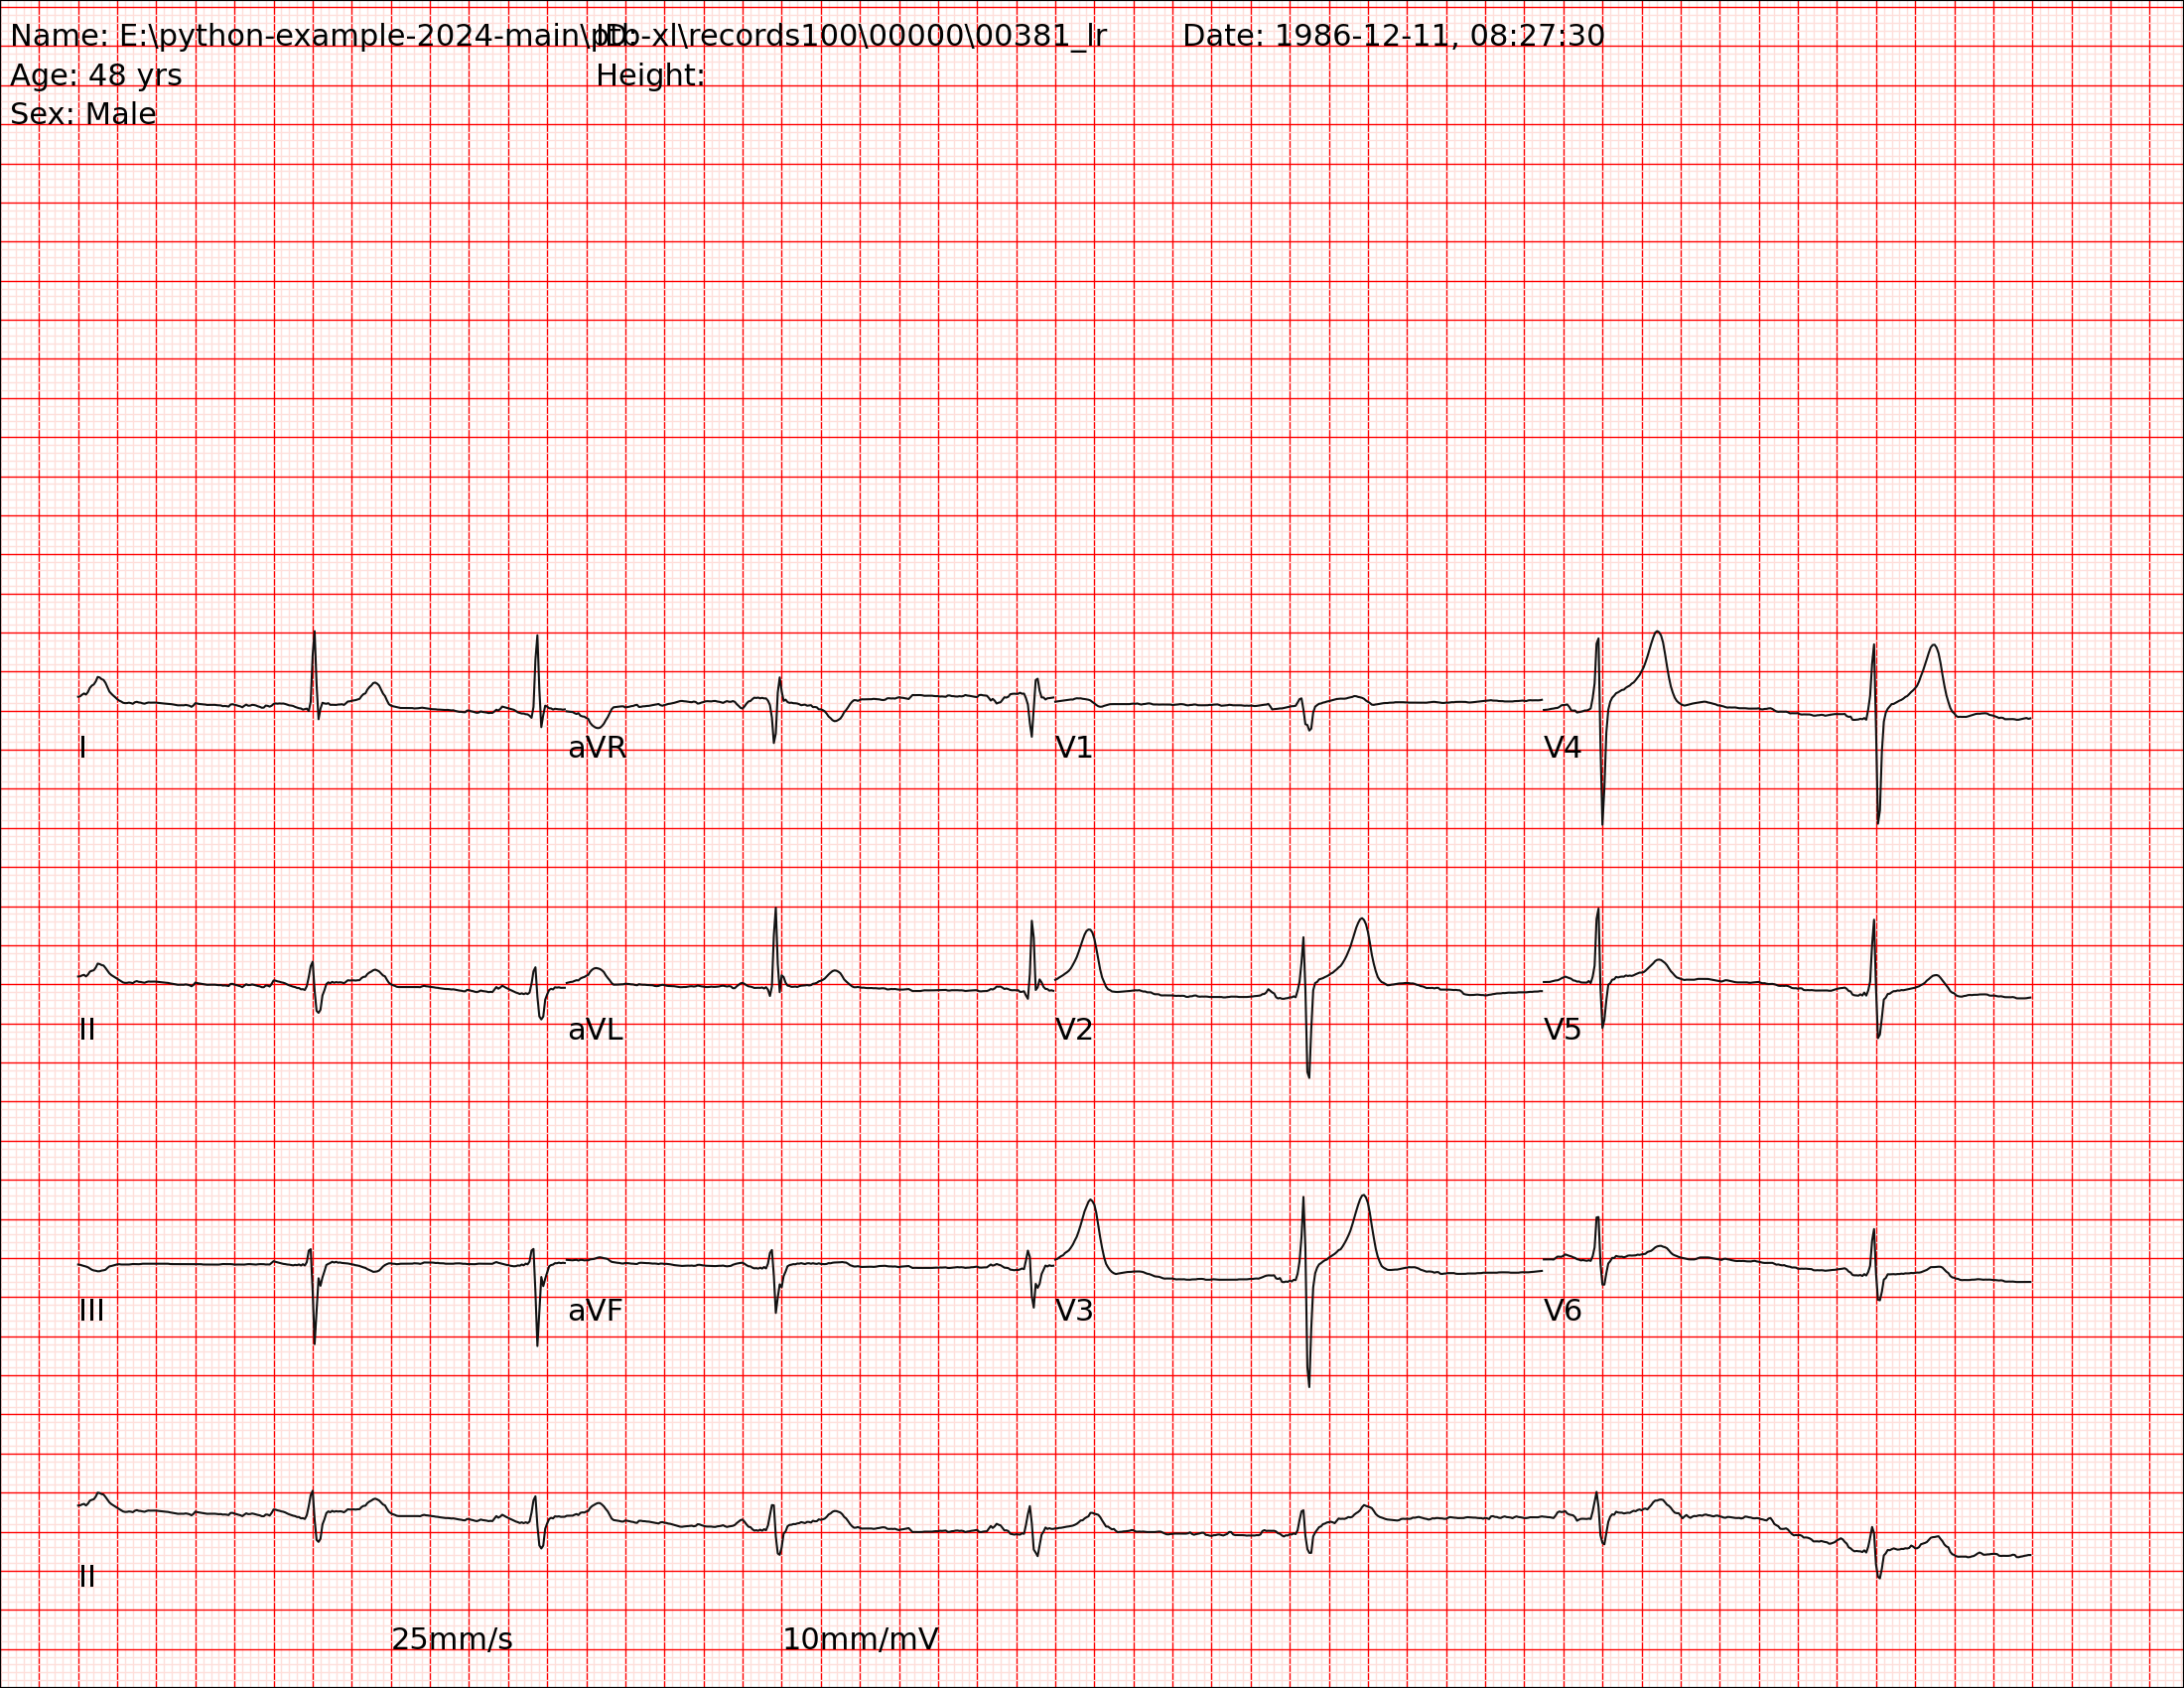 Name: E:\python-example-2024-main\ptb-xl\records100\00000\00381_lr ID: Date: 1986-12-11, 08:27:30
Age: 48 yrs Height:
Sex: Male
I aVR V1 V4
II aVL V2 V5
III aVF V3 V6
II
25mm/s 10mm/mV